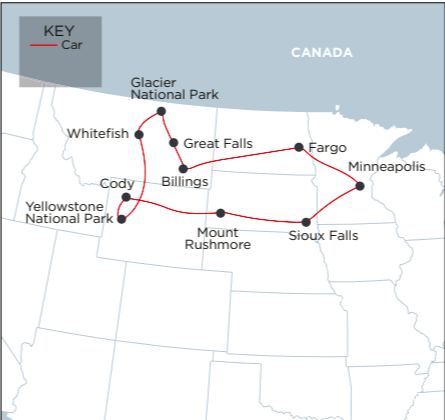 KEY
Car
CANADA
Glacier
National Park
Whitefish
Great Falls
Fargo
Billings
Minneapolis
Cody
Yellowstone
National Park
Mount
Rushmore
Sioux Falls